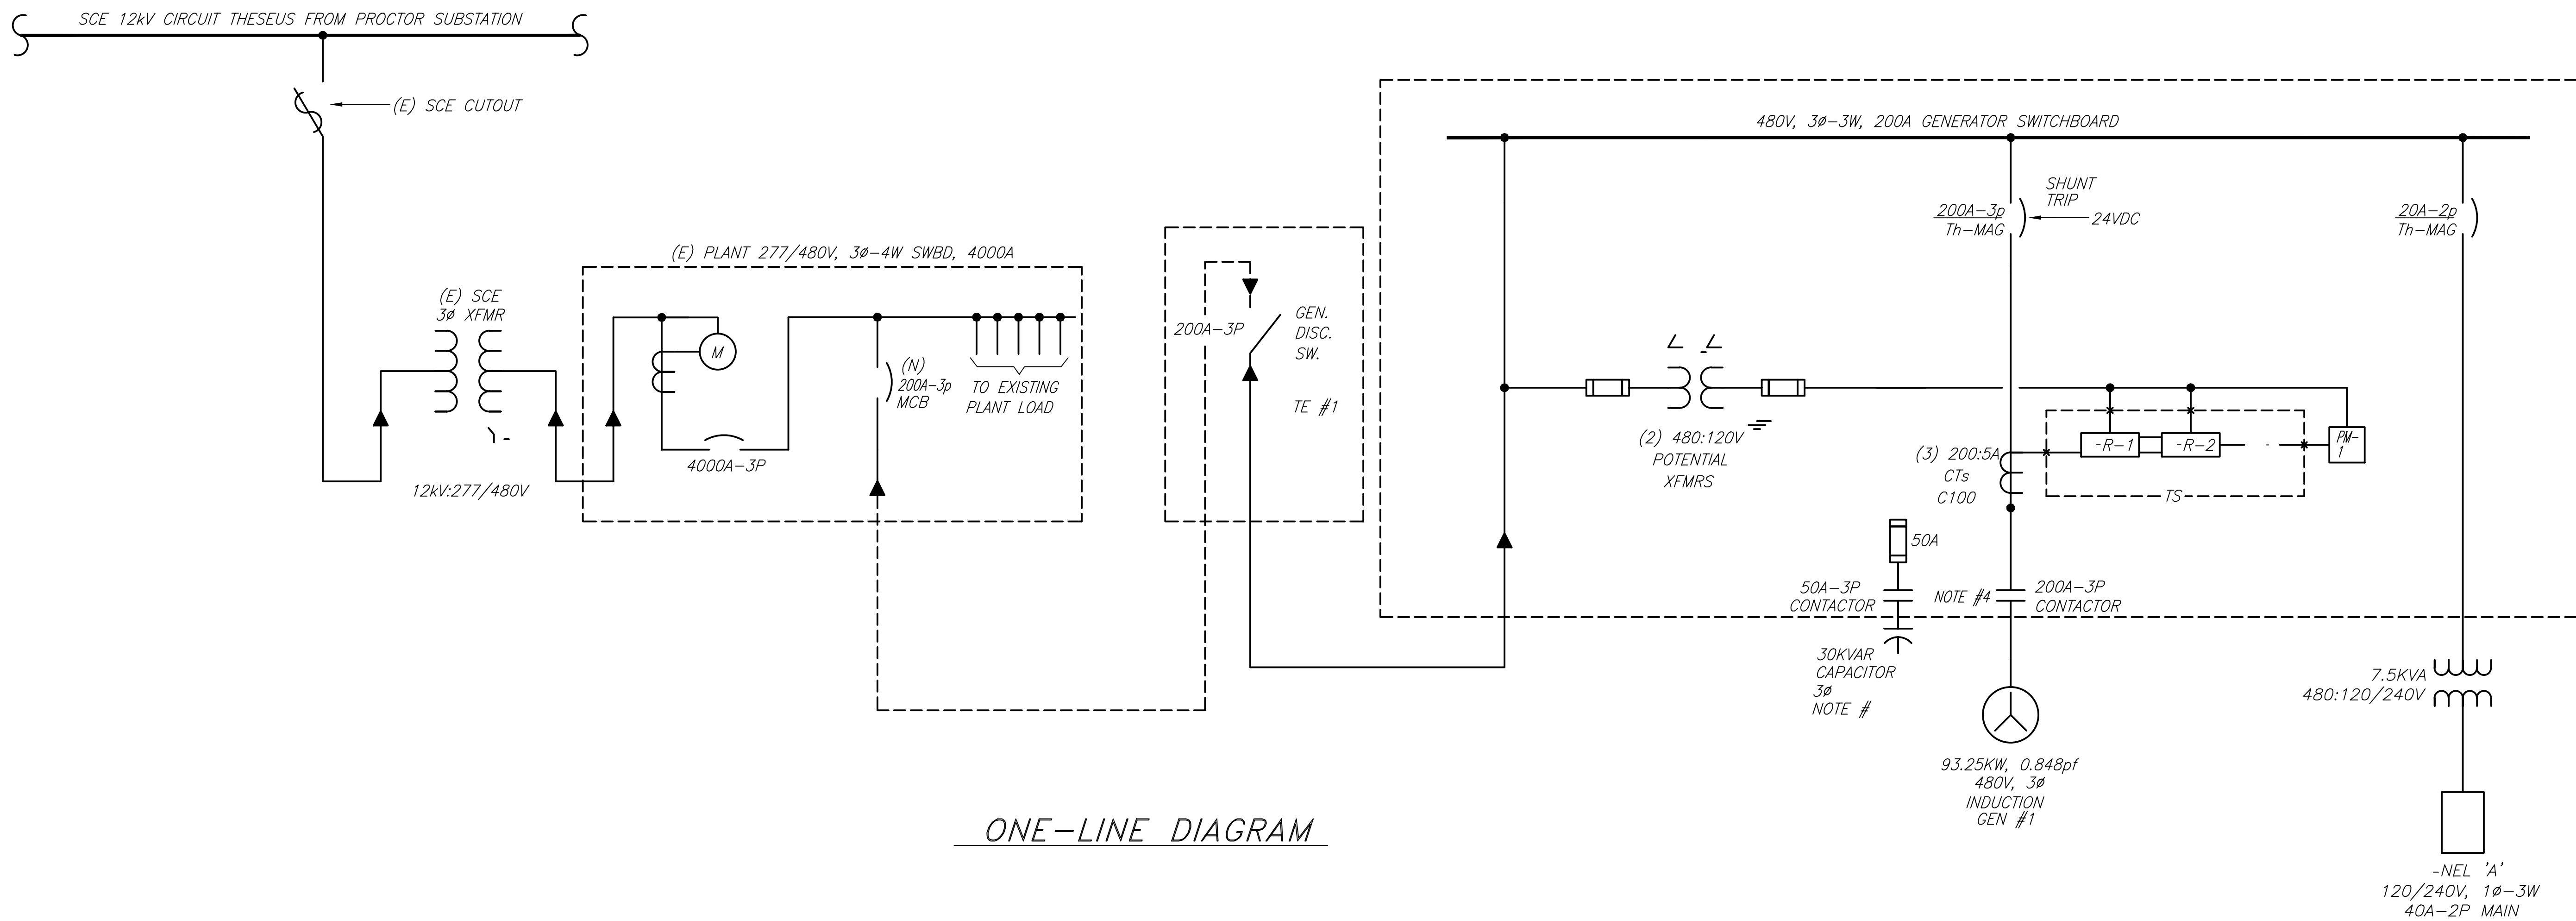 SCE 12kV CIRCUIT THESEUS FROM PROCTOR SUBSTATION
(E) SCE CUTOUT
(E) SCE
3ø XFMR
12kV:277/480V
(E) PLANT 277/480V, 3ø-4W SWBD, 4000A
M
4000A-3P
(N)
200A-3p
MCB
TO EXISTING
PLANT LOAD
200A-3P
GEN.
DISC.
SW.
TE #1
480V, 3ø-3W, 200A GENERATOR SWITCHBOARD
200A-3p
Th-MAG
SHUNT
TRIP
24VDC
20A-2p
Th-MAG
(2) 480:120V
POTENTIAL
XFMRS
(3) 200:5A
CTs
C100
-R-1
-R-2
-
PM-
1
TS
50A
50A-3P
CONTACTOR
NOTE #4
200A-3P
CONTACTOR
30KVAR
CAPACITOR
3ø
NOTE #
93.25KW, 0.848pf
480V, 3ø
INDUCTION
GEN #1
7.5KVA
480:120/240V
-NEL 'A'
120/240V, 1ø-3W
40A-2P MAIN
ONE-LINE DIAGRAM